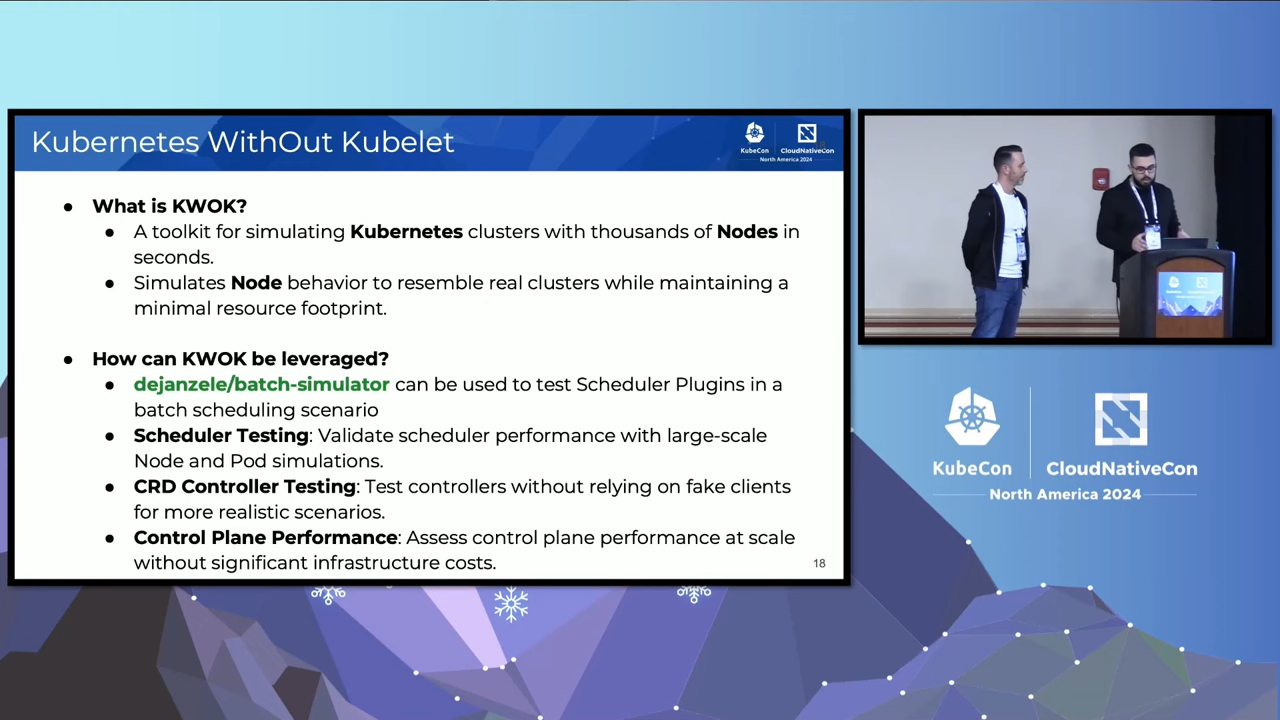 Kubernetes WithOut Kubelet
KubeCon
CloudNativeCon
North America 2024
● What is KWOK?
● A toolkit for simulating Kubernetes clusters with thousands of Nodes in
seconds.
● Simulates Node behavior to resemble real clusters while maintaining a
minimal resource footprint.
● How can KWOK be leveraged?
● dejanzele/batch-simulator can be used to test Scheduler Plugins in a
batch scheduling scenario
● Scheduler Testing: Validate scheduler performance with large-scale
Node and Pod simulations.
● CRD Controller Testing: Test controllers without relying on fake clients
for more realistic scenarios.
● Control Plane Performance: Assess control plane performance at scale
without significant infrastructure costs.
18
KubeCon
CloudNativeCon
North America 2024